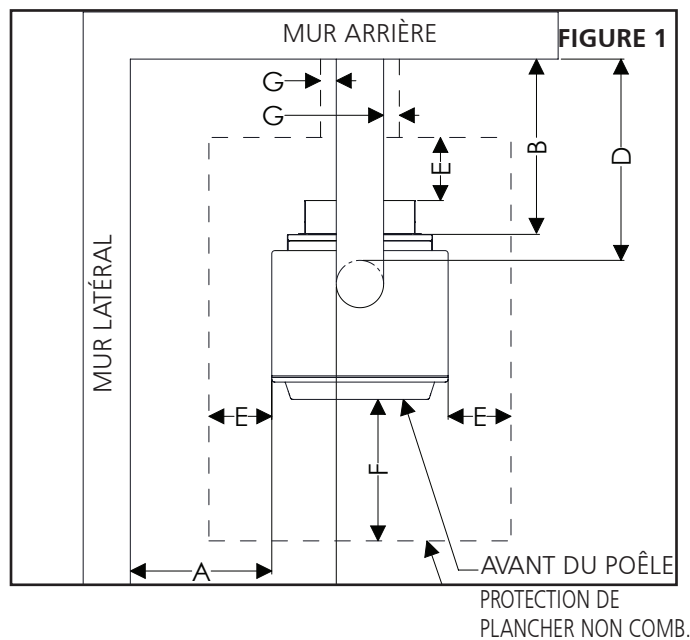 MUR ARRIÈRE
FIGURE 1
G
G
B
D
E
MUR LATÉRAL
E
E
F
A
AVANT DU POÊLE
PROTECTION DE
PLANCHER NON COMB.